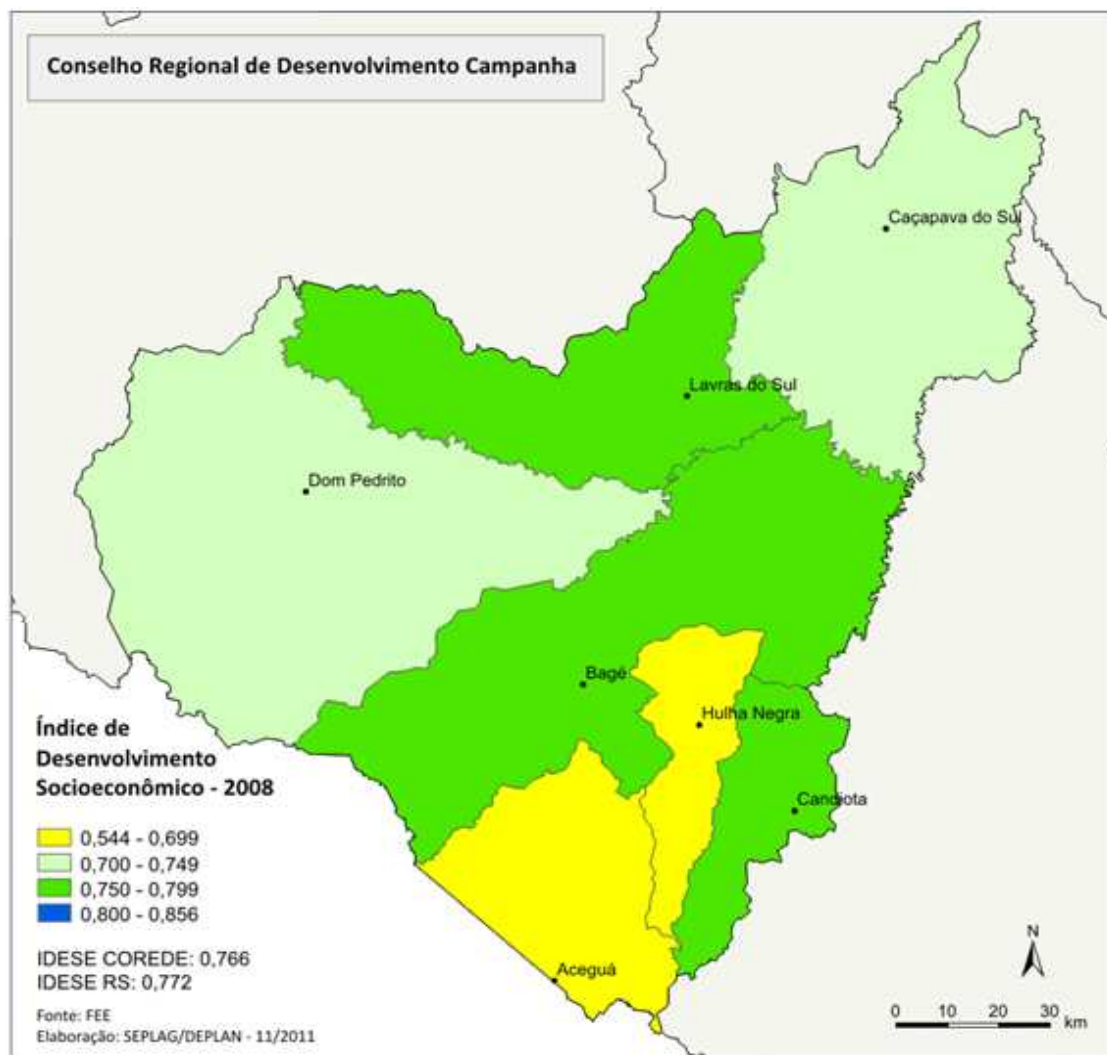 Conselho Regional de Desenvolvimento Campanha
Caçapava do Sul
Lavras do Sul
Dom Pedrito
Bagé
Hulha Negra
Candiota
Aceguá
Índice de
Desenvolvimento
Socioeconômico - 2008
0,544 - 0,699
0,700 - 0,749
0,750 - 0,799
0,800 - 0,856
IDESE COREDE: 0,766
IDESE RS: 0,772
Fonte: FEE
Elaboração: SEPLAG/DEPLAN - 11/2011
N
0 10 20 30
km